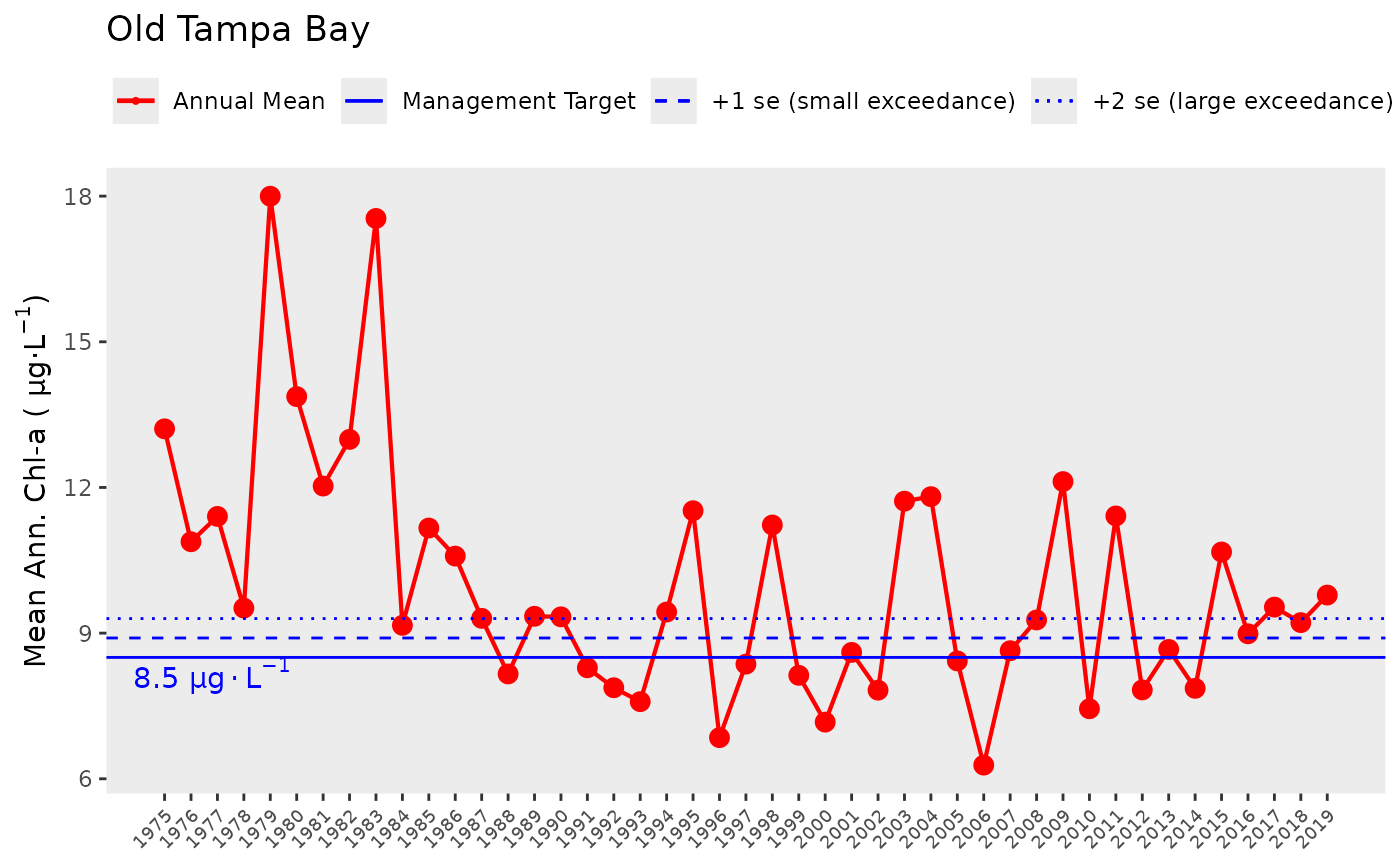 Old Tampa Bay
Annual Mean Management Target +1 se (small exceedance) +2 se (large exceedance)
Mean Ann. Chl-a ( µg·L⁻¹)
18
15
12
9
6
8.5 µg·L⁻¹
1975 1976 1977 1978 1979 1980 1981 1982 1983 1984 1985 1986 1987 1988 1989 1990 1991 1992 1993 1994 1995 1996 1997 1998 1999 2000 2001 2002 2003 2004 2005 2006 2007 2008 2009 2010 2011 2012 2013 2014 2015 2016 2017 2018 2019